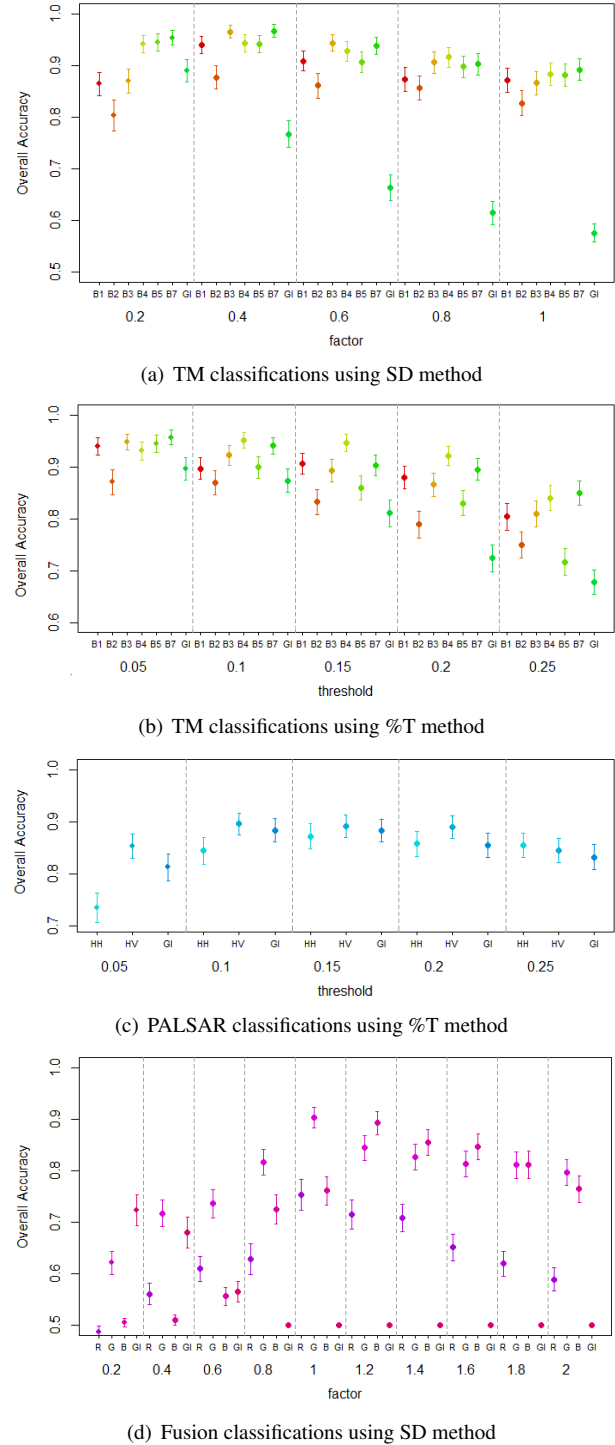 1.0
0.9
0.8
0.7
0.6
0.5
Overall Accuracy
B1 B2 B3 B4 B5 B7 GI B1 B2 B3 B4 B5 B7 GI B1 B2 B3 B4 B5 B7 GI B1 B2 B3 B4 B5 B7 GI B1 B2 B3 B4 B5 B7 GI
0.2 0.4 0.6 0.8 1
factor
(a) TM classifications using SD method
1.0
0.9
0.8
0.7
0.6
Overall Accuracy
B1 B2 B3 B4 B5 B7 GI B1 B2 B3 B4 B5 B7 GI B1 B2 B3 B4 B5 B7 GI B1 B2 B3 B4 B5 B7 GI B1 B2 B3 B4 B5 B7 GI
0.05 0.1 0.15 0.2 0.25
threshold
(b) TM classifications using %T method
1.0
0.9
0.8
0.7
Overall Accuracy
HH HV GI HH HV GI HH HV GI HH HV GI HH HV GI
0.05 0.1 0.15 0.2 0.25
threshold
(c) PALSAR classifications using %T method
1.0
0.9
0.8
0.7
0.6
0.5
Overall Accuracy
R G B GI R G B GI R G B GI R G B GI R G B GI R G B GI R G B GI R G B GI R G B GI R G B GI
0.2 0.4 0.6 0.8 1 1.2 1.4 1.6 1.8 2
factor
(d) Fusion classifications using SD method